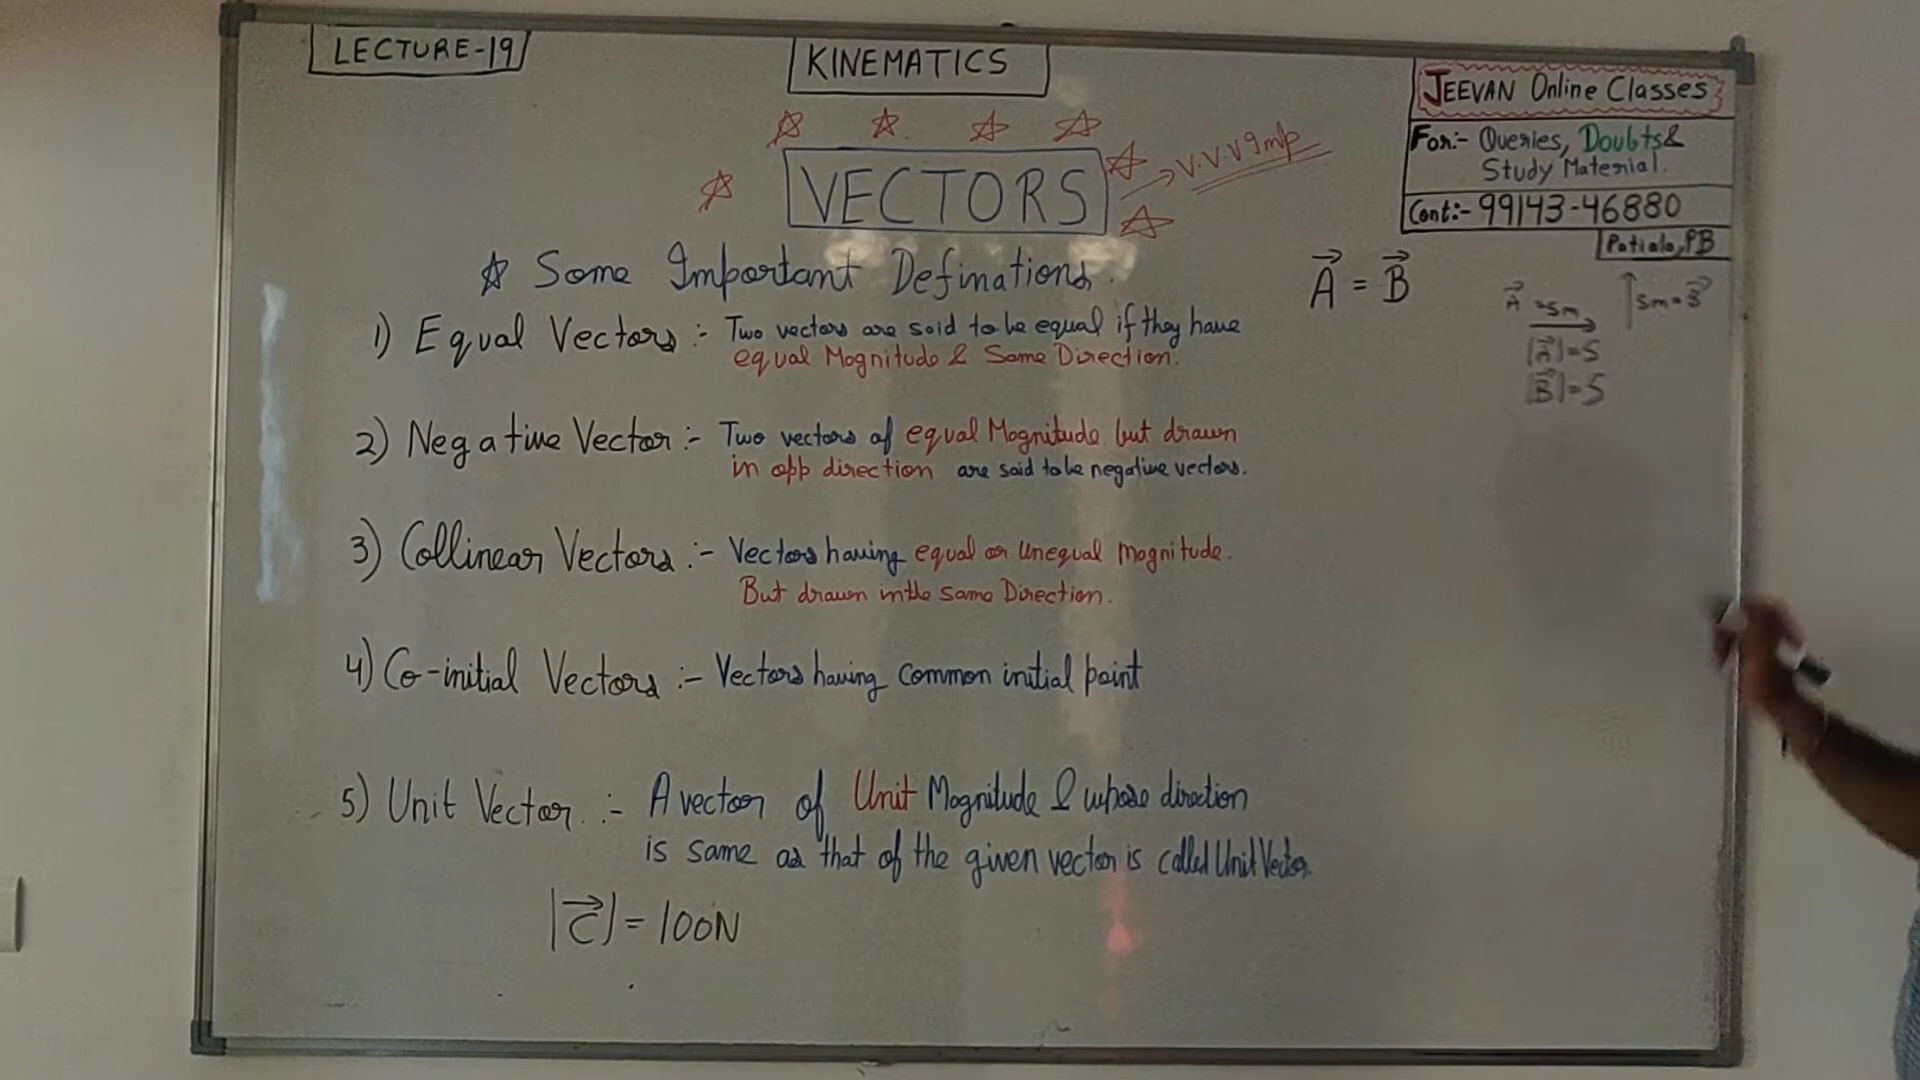 LECTURE-19
KINEMATICS
JEEVAN Online Classes
For:- Queries, Doubts &
Study Material.
Cont:- 99143-46880
Patiala, PB
VECTORS
→ V.V.V Imp
Some Important Definations.
1) Equal Vectors :- Two vectors are said to be equal if they have
equal Magnitude & Same Direction.
2) Negative Vector :- Two vectors of equal Magnitude but drawn
in opp direction are said to be negative vectors.
3) Collinear Vectors :- Vectors having equal or Unequal Magnitude.
But drawn in the same Direction.
4) Co-initial Vectors :- Vectors having common initial point
5) Unit Vector :- A vector of Unit Magnitude & whose direction
is same as that of the given vector is called Unit Vector.
|C⃗| = 100N
A⃗ = B⃗
A⃗ = 5m
5m = B⃗
|A⃗| = 5
|B⃗| = 5